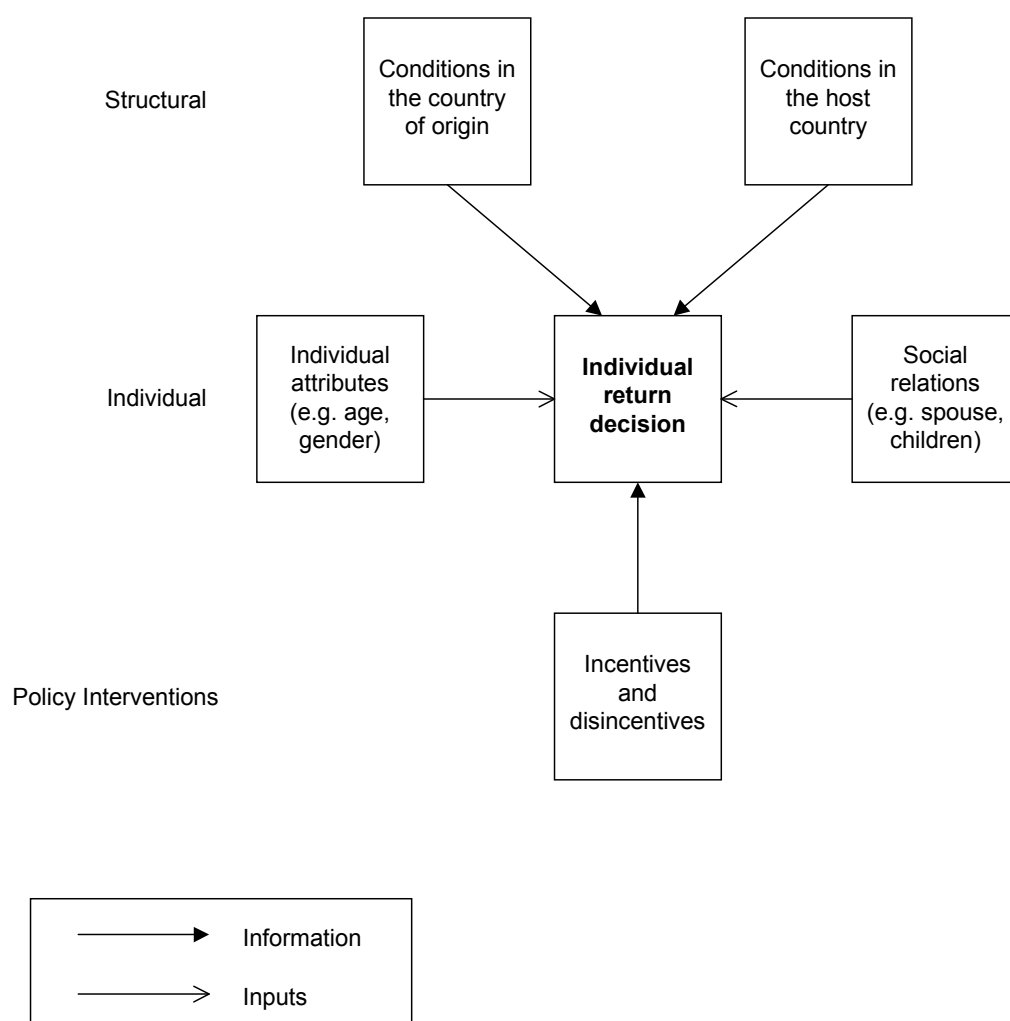 Structural
Conditions in
the country
of origin
Conditions in
the host
country
Individual
Individual
attributes
(e.g. age,
gender)
Individual
return
decision
Social
relations
(e.g. spouse,
children)
Policy Interventions
Incentives
and
disincentives
Information
Inputs